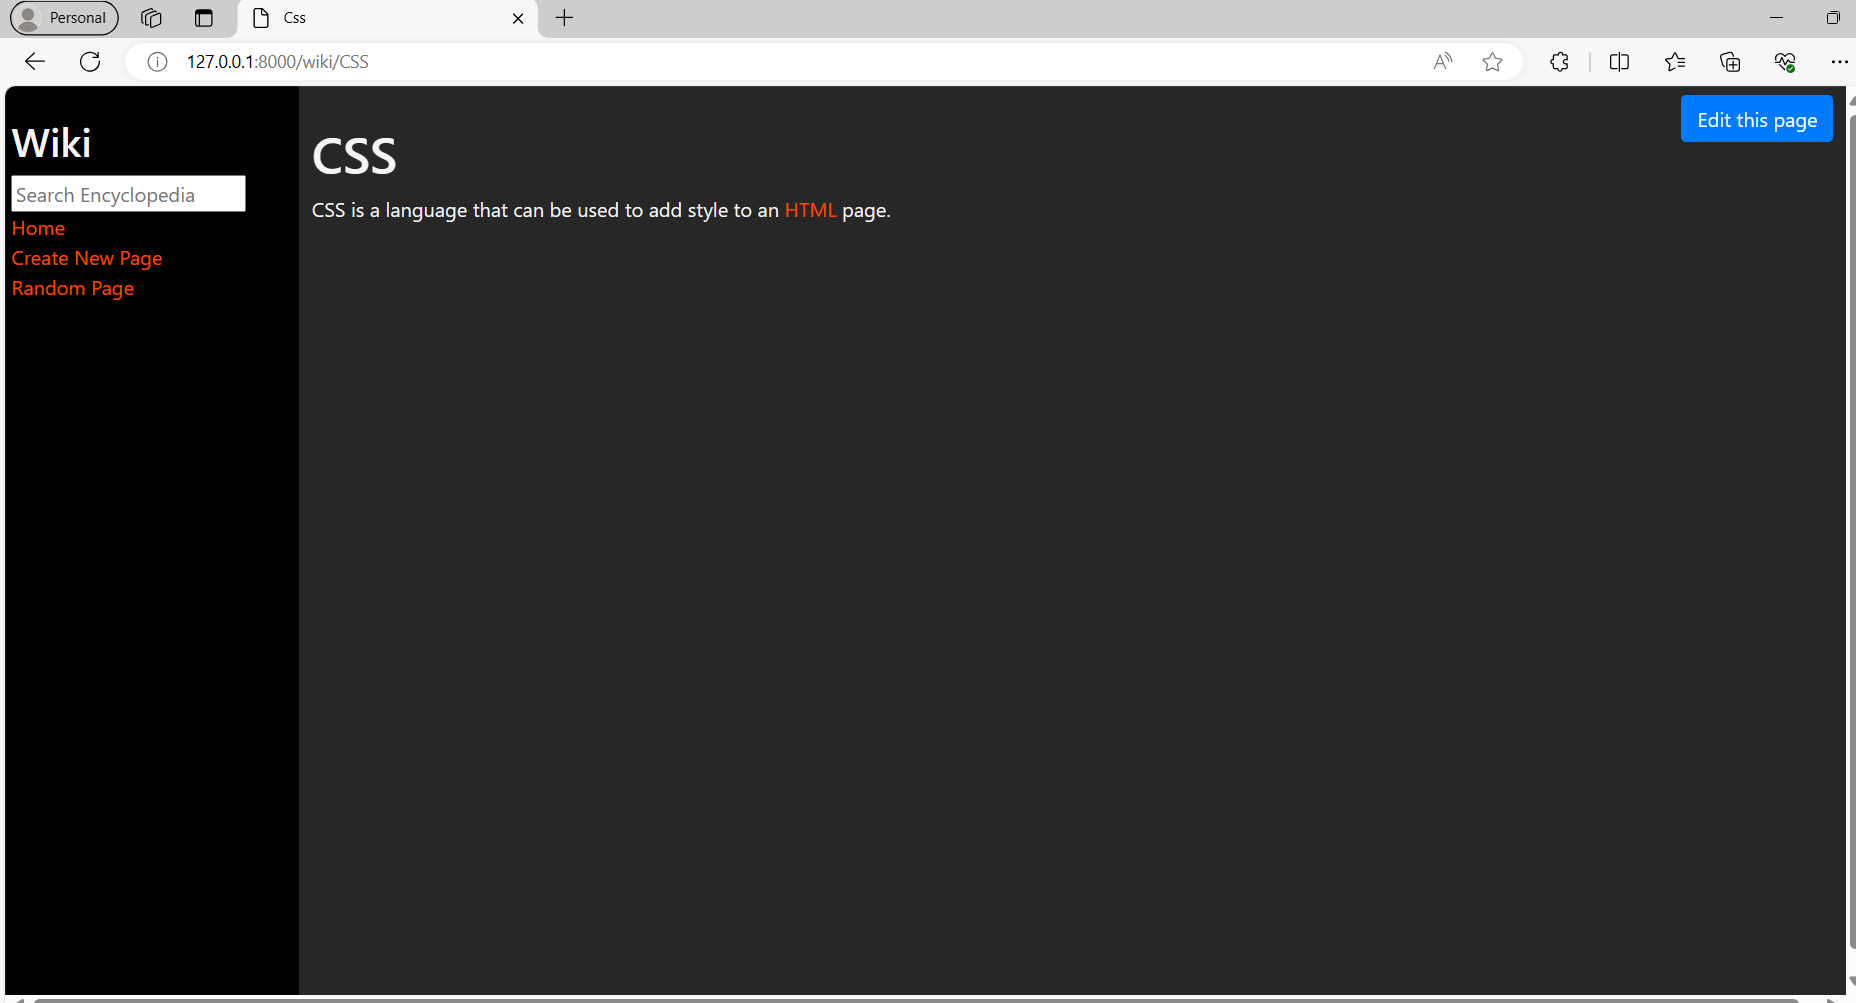 Personal
Css
127.0.0.1:8000/wiki/CSS
Edit this page
Wiki
Search Encyclopedia
Home
Create New Page
Random Page
CSS
CSS is a language that can be used to add style to an HTML page.